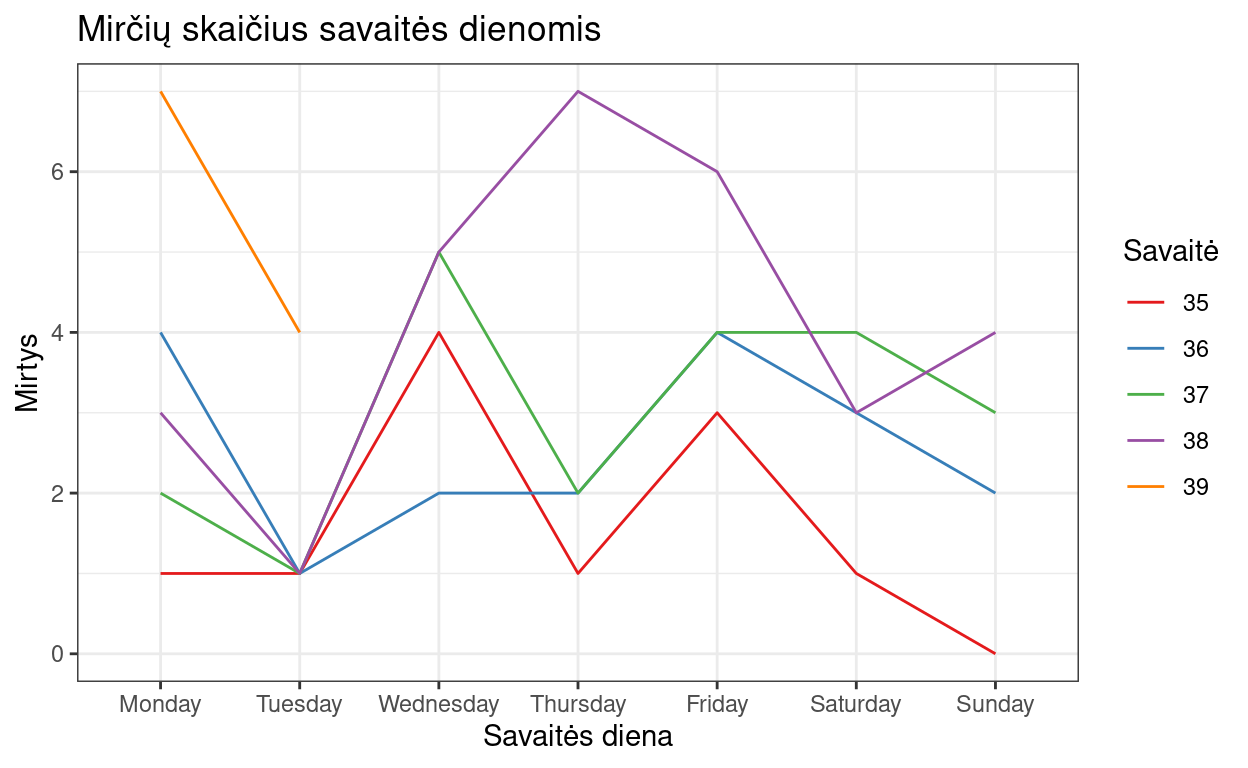 Mirčių skaičius savaitės dienomis
Mirtys
6
4
2
0
Monday Tuesday Wednesday Thursday Friday Saturday Sunday
Savaitės diena
Savaitė
35
36
37
38
39